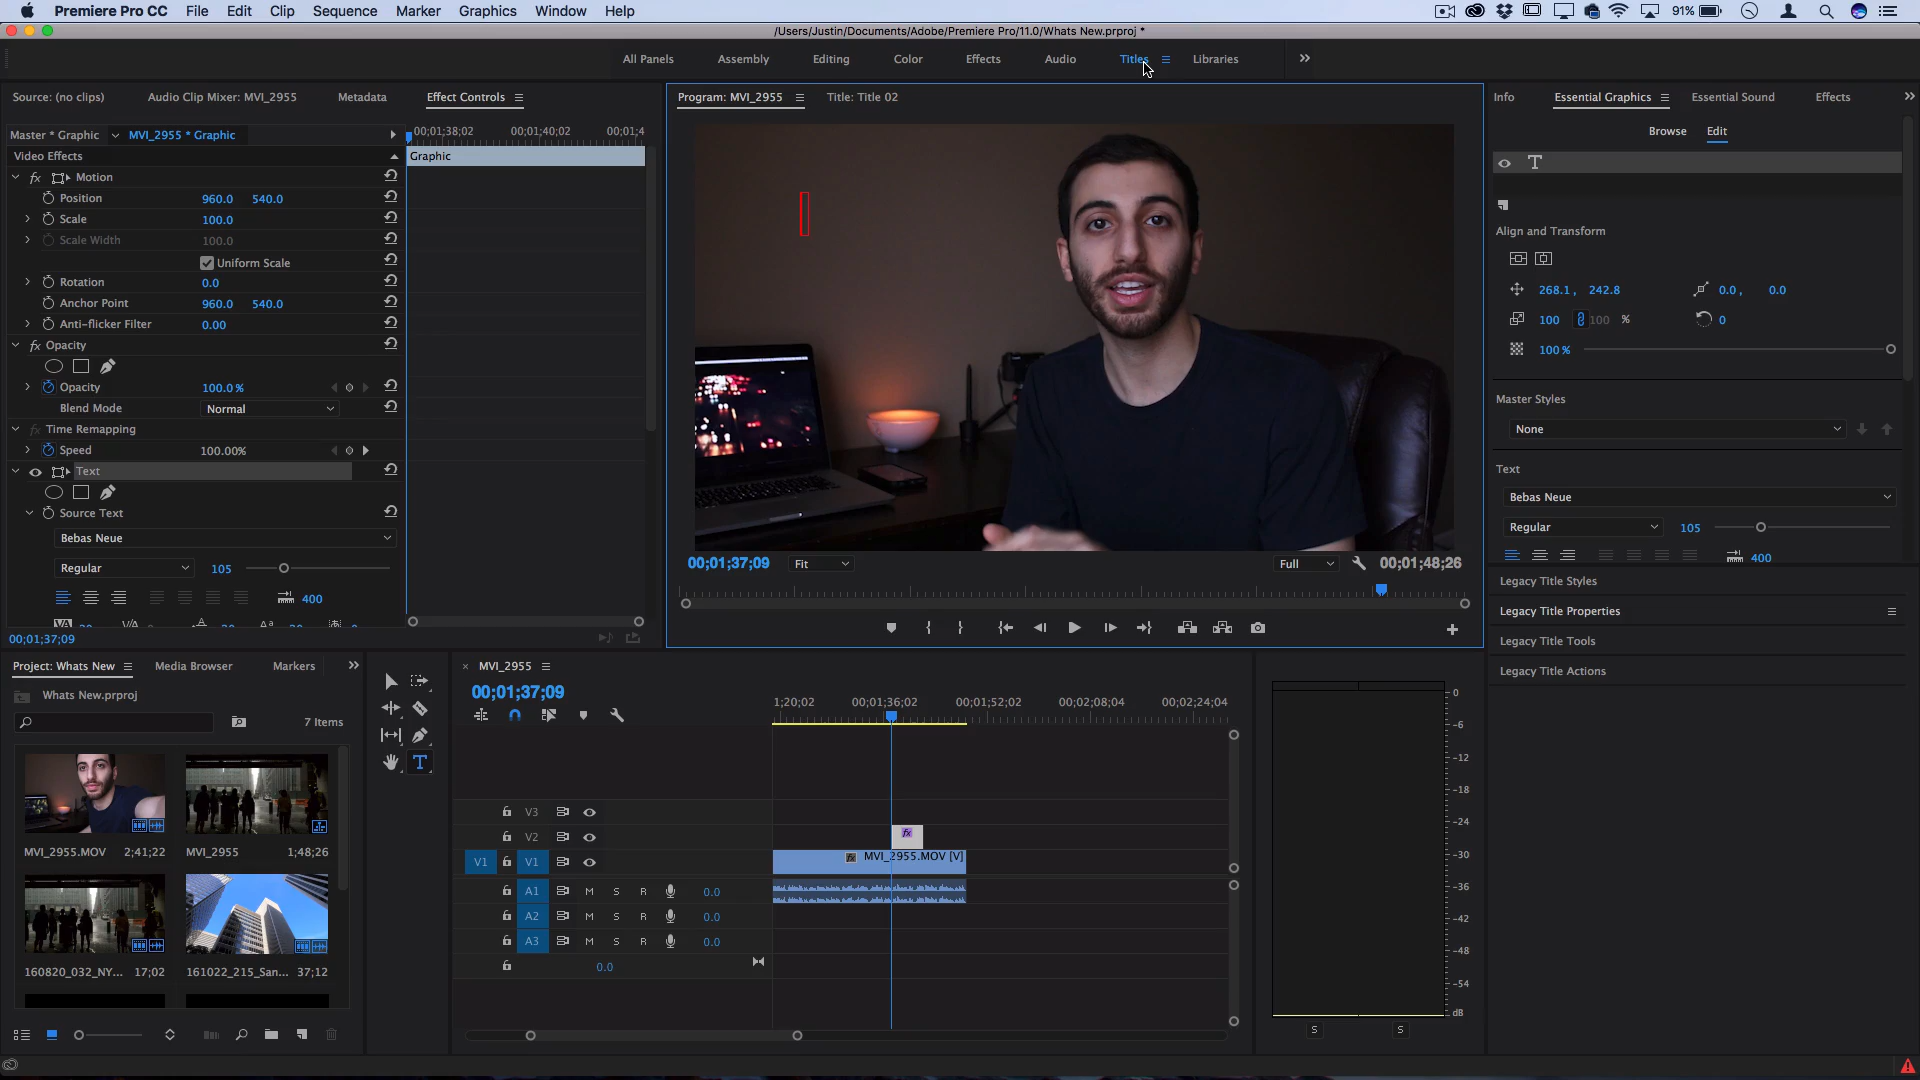 Premiere Pro CC File Edit Clip Sequence Marker Graphics Window Help 91%
/Users/Justin/Documents/Adobe/Premiere Pro/11.0/Whats New.prproj *
All Panels Assembly Editing Color Effects Audio Titles Libraries
Source: (no clips) Audio Clip Mixer: MVI_2955 Metadata Effect Controls
Master * Graphic MVI_2955 * Graphic
00;01;38;02 00;01;40;02 00;01;4
Video Effects
Graphic
fx Motion
Position 960.0 540.0
Scale 100.0
Scale Width 100.0
Uniform Scale
Rotation 0.0
Anchor Point 960.0 540.0
Anti-flicker Filter 0.00
fx Opacity
Opacity 100.0 %
Blend Mode Normal
fx Time Remapping
Speed 100.00%
Text
Source Text
Bebas Neue
Regular 105
400
00;01;37;09
Program: MVI_2955 Title: Title 02
00;01;37;09 Fit Full 00;01;48;26
Info Essential Graphics Essential Sound Effects
Browse Edit
T
Align and Transform
268.1 , 242.8 0.0 , 0.0
100 100 % 0
100 %
Master Styles
None
Text
Bebas Neue
Regular 105
400
Legacy Title Styles
Legacy Title Properties
Legacy Title Tools
Legacy Title Actions
Project: Whats New Media Browser Markers
Whats New.prproj
7 Items
MVI_2955.MOV 2;41;22 MVI_2955 1;48;26
160820_032_NY... 17;02 161022_215_San... 37;12
T
MVI_2955
00;01;37;09
1;20;02 00;01;36;02 00;01;52;02 00;02;08;04 00;02;24;04
V3
V2 fx
V1 V1 fx MVI_2955.MOV [V]
A1 M S R 0.0
A2 M S R 0.0
A3 M S R 0.0
0.0
0
-6
-12
-18
-24
-30
-36
-42
-48
-54
dB
S S